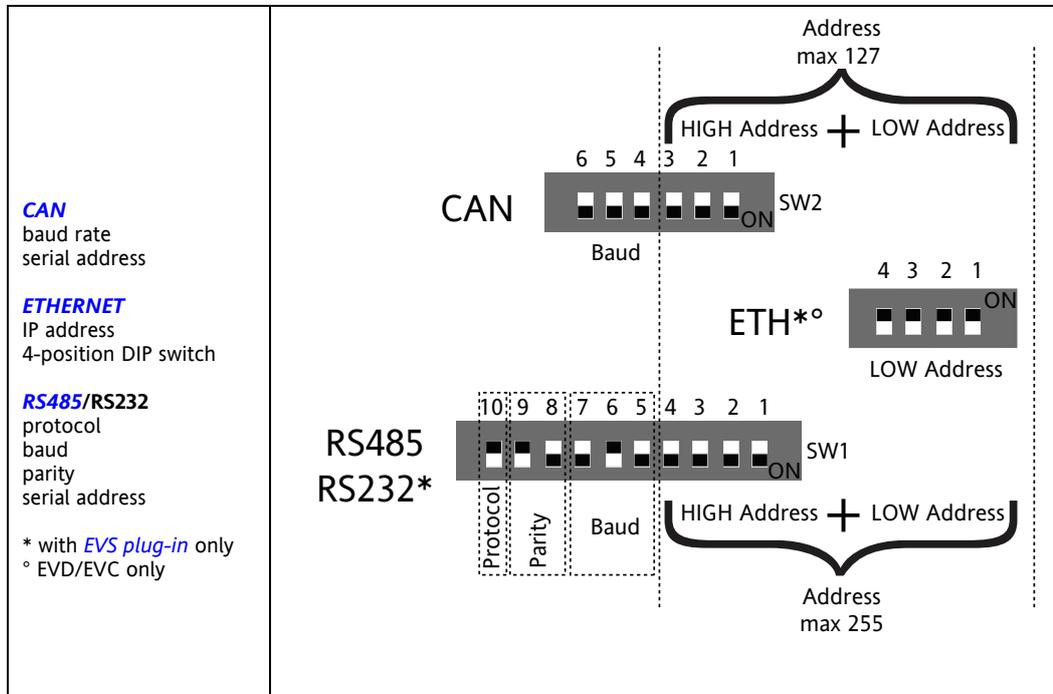 CAN
baud rate
serial address
ETHERNET
IP address
4-position DIP switch
RS485/RS232
protocol
baud
parity
serial address
* with EVS plug-in only
° EVD/EVC only
Address
max 127
HIGH Address + LOW Address
6 5 4 3 2 1
CAN
SW2
ON
Baud
4 3 2 1
ON
ETH*°
LOW Address
10 9 8 7 6 5 4 3 2 1
RS485
RS232*
SW1
ON
Protocol
Parity
Baud
HIGH Address + LOW Address
Address
max 255